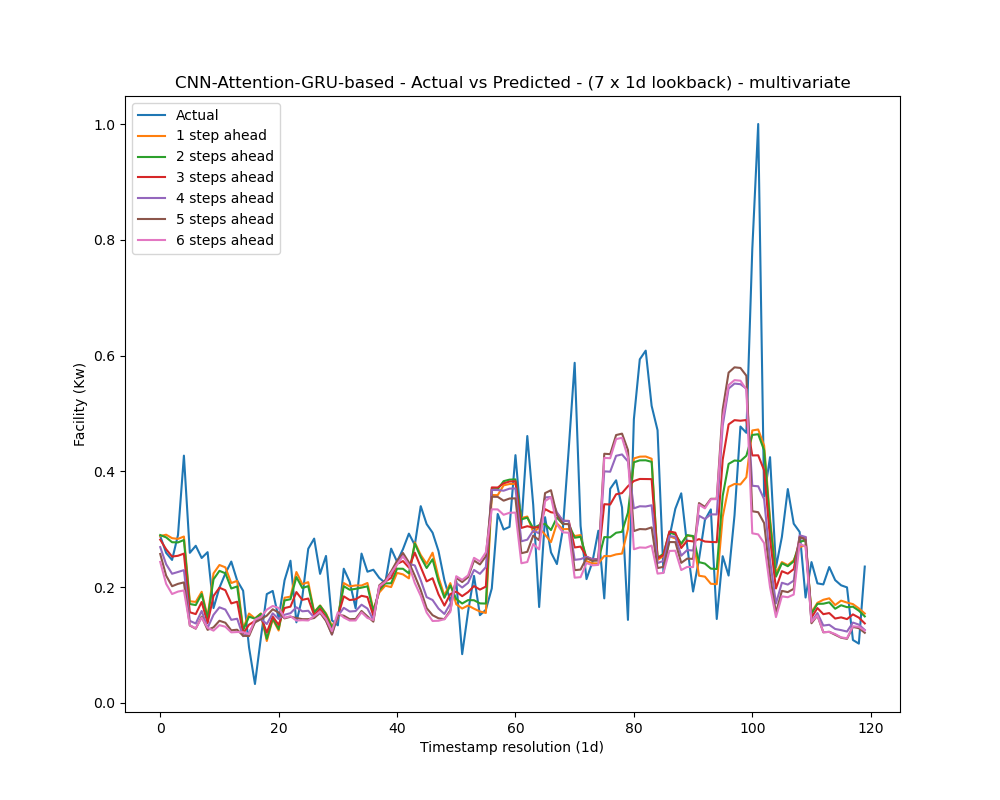 CNN-Attention-GRU-based - Actual vs Predicted - (7 x 1d lookback) - multivariate
Actual
1 step ahead
2 steps ahead
3 steps ahead
4 steps ahead
5 steps ahead
6 steps ahead
1.0
0.8
0.6
0.4
0.2
0.0
Facility (Kw)
0 20 40 60 80 100 120
Timestamp resolution (1d)